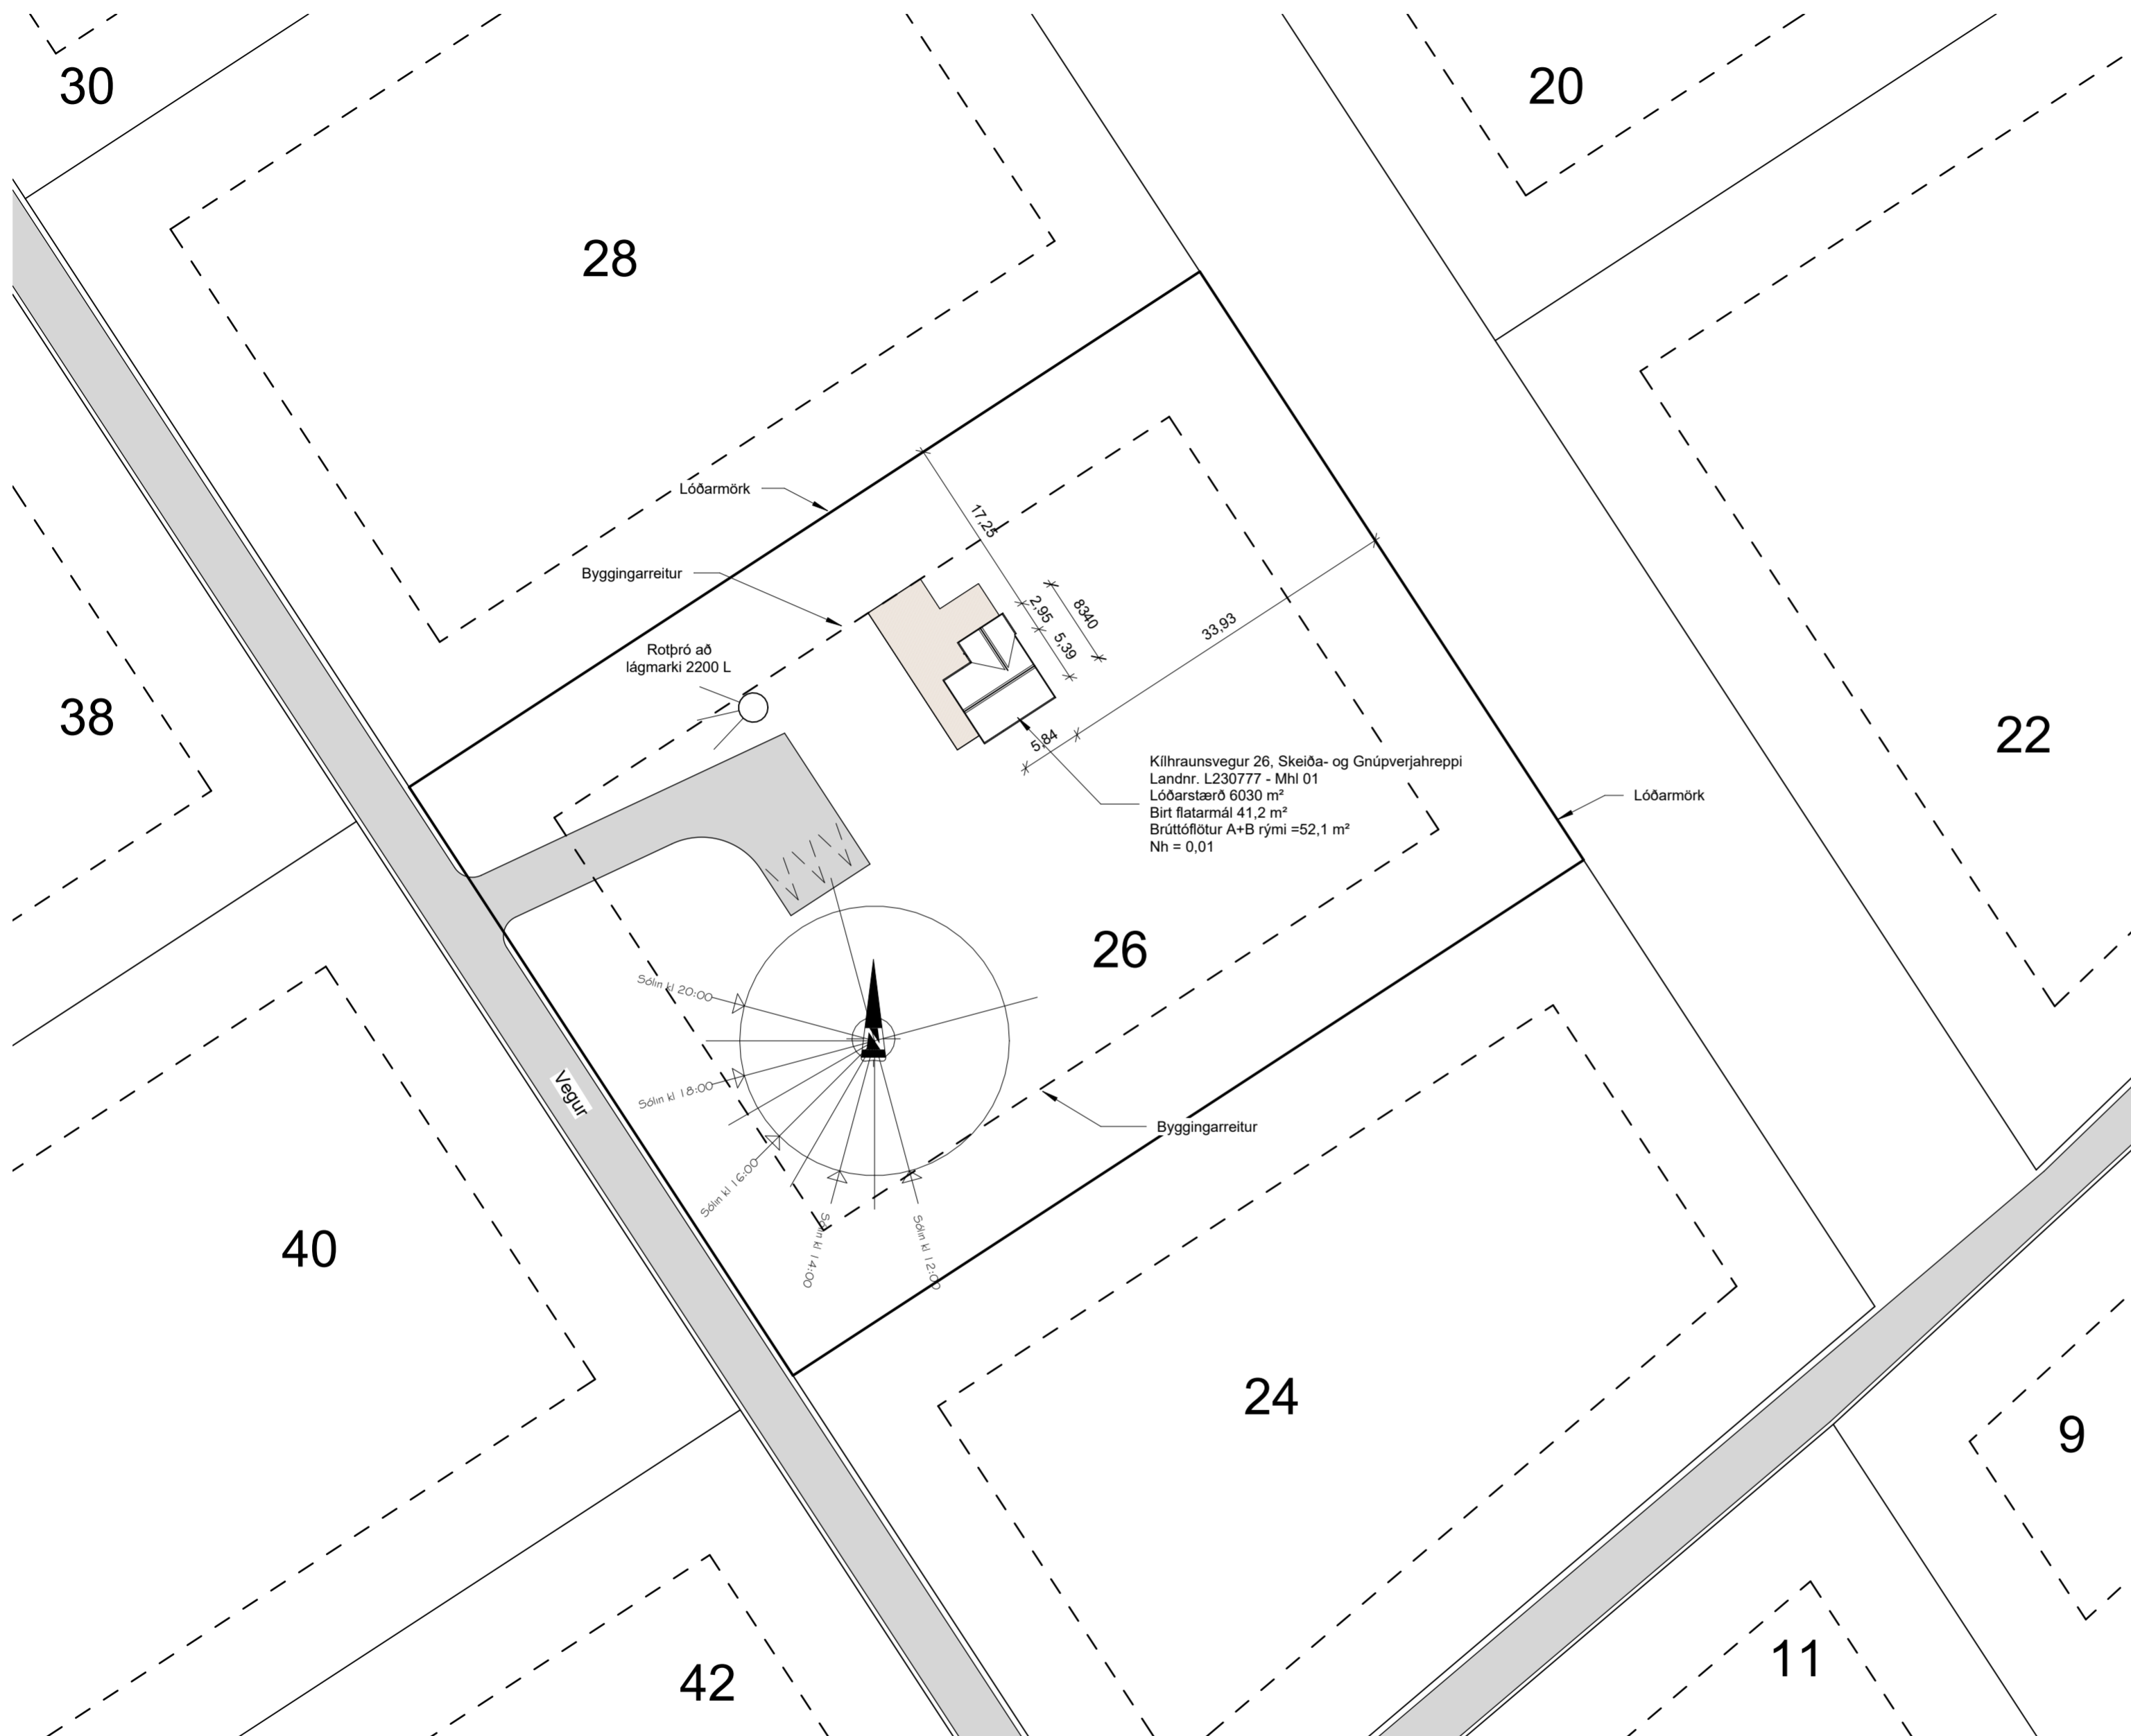 30
20
28
Lóðarmörk
17,25
Byggingarreitur
2,95
8340
5,39
33,93
Rotþró að
lágmarki 2200 L
38
22
5,84
Kílhraunsvegur 26, Skeiða- og Gnúpverjahreppi
Landnr. L230777 - Mhl 01
Lóðarstærð 6030 m²
Birt flatarmál 41,2 m²
Brúttóflötur A+B rými =52,1 m²
Nh = 0,01
Lóðarmörk
26
Sólin kl 20:00
N
Sólin kl 18:00
Vegur
Byggingarreitur
Sólin kl 16:00
Sólin kl 14:00
Sólin kl 12:00
40
24
9
11
42